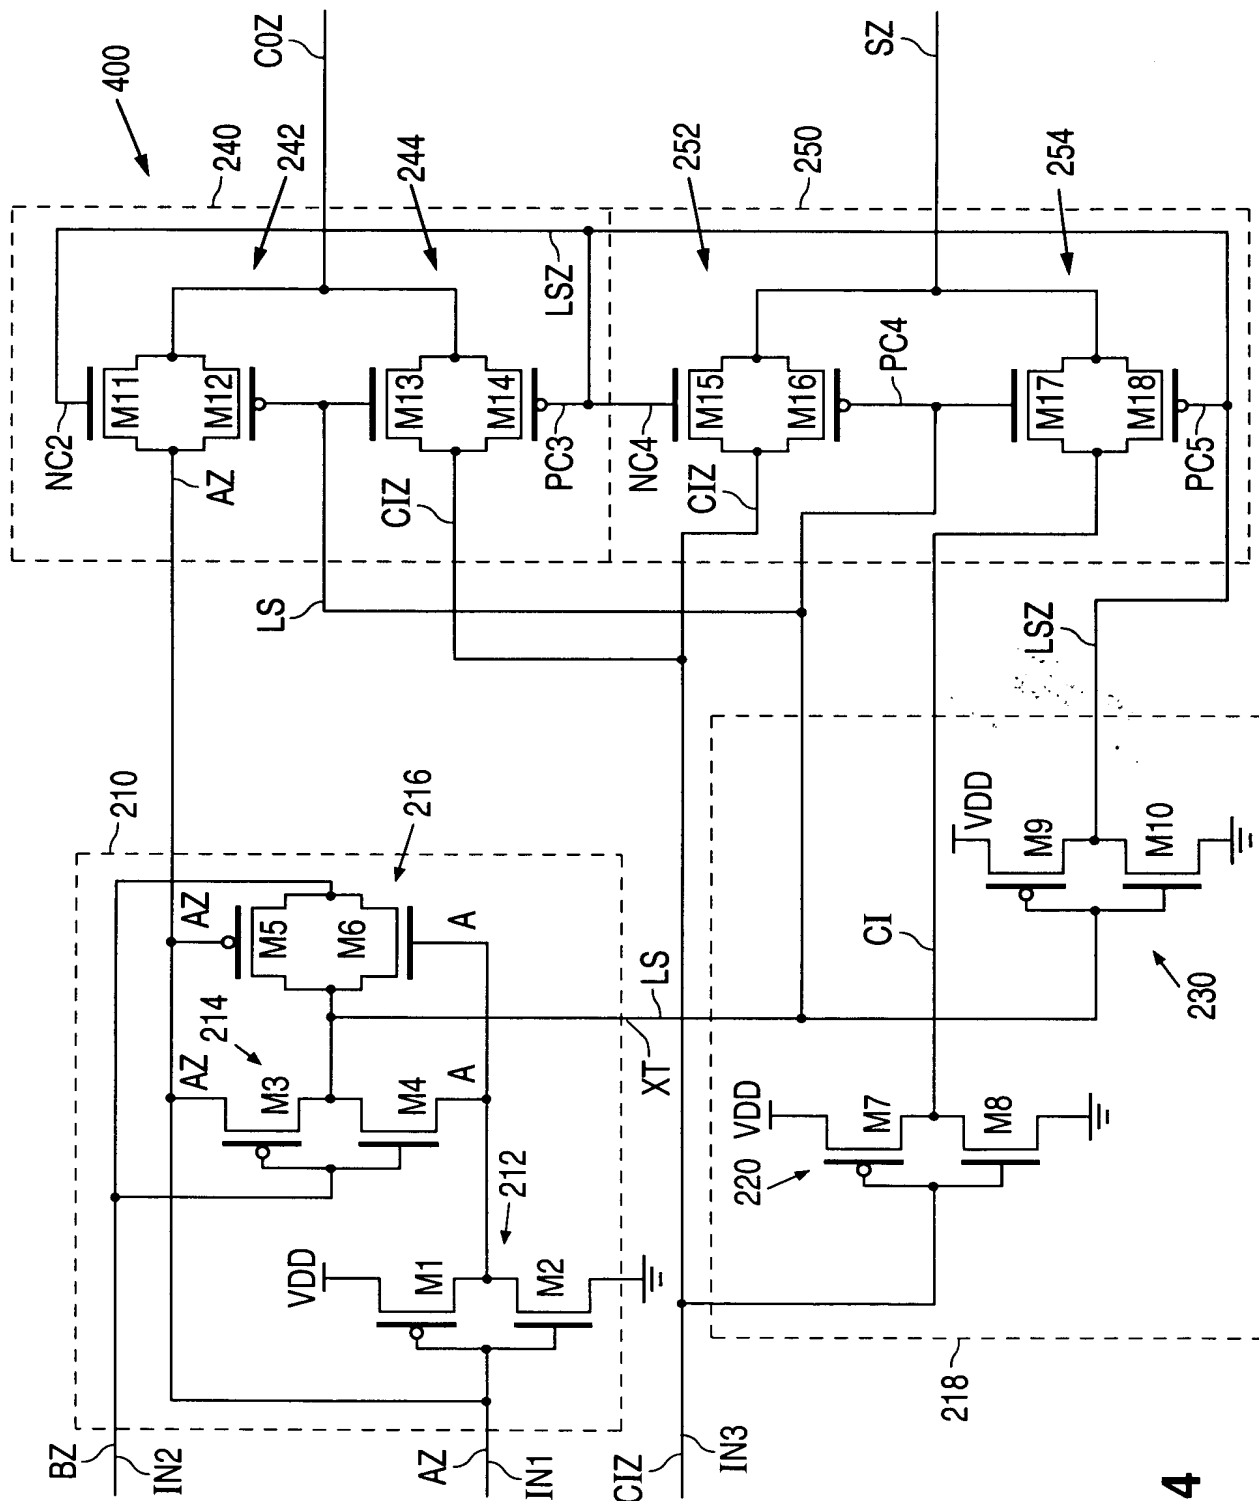 400
240
242
244
252
250
254
C0Z
SZ
NC2
M11
M12
AZ
LSZ
M13
M14
CIZ
PC3
NC4
M15
M16
CIZ
PC4
M17
M18
PC5
LS
LSZ
210
216
AZ
M5
M6
A
214
AZ
M3
M4
A
LS
XT
CI
VDD
M9
M10
230
212
VDD
M1
M2
220
VDD
M7
M8
218
BZ
IN2
AZ
IN1
CIZ
IN3
4